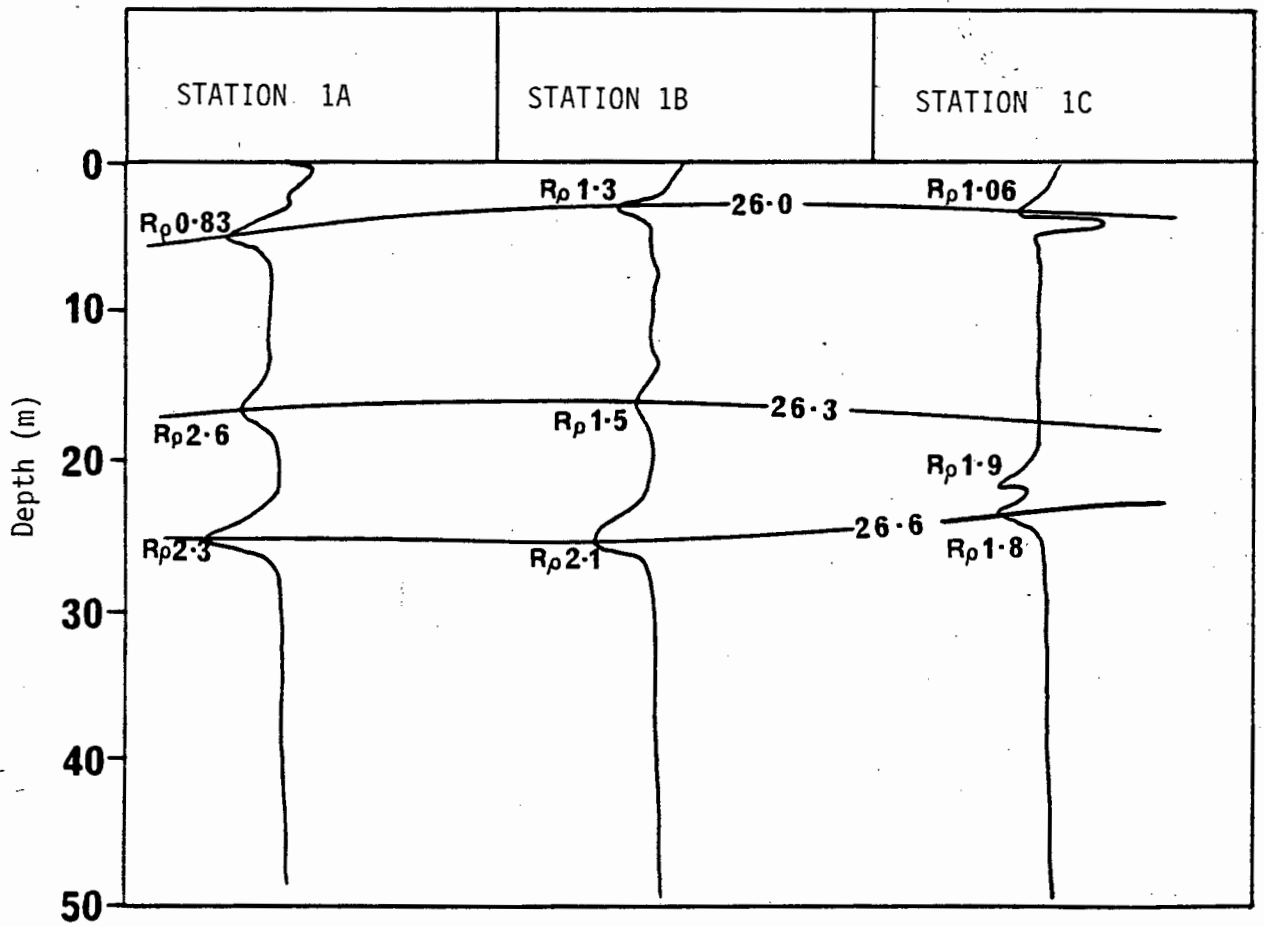 STATION 1A
STATION 1B
STATION 1C
0
Rρ 1·3
Rρ 1·06
26·0
Rρ 0·83
10
26·3
Rρ 1·5
Rρ 2·6
20
Rρ 1·9
26·6
Rρ 2·3
Rρ 2·1
Rρ 1·8
30
40
50
Depth (m)